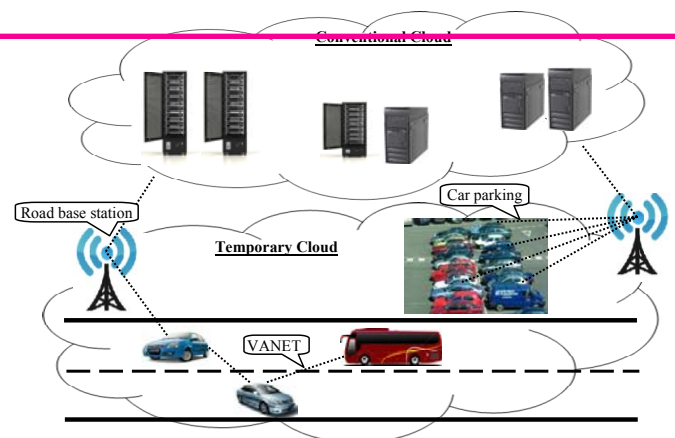 Conventional Cloud
Car parking
Road base station
Temporary Cloud
VANET